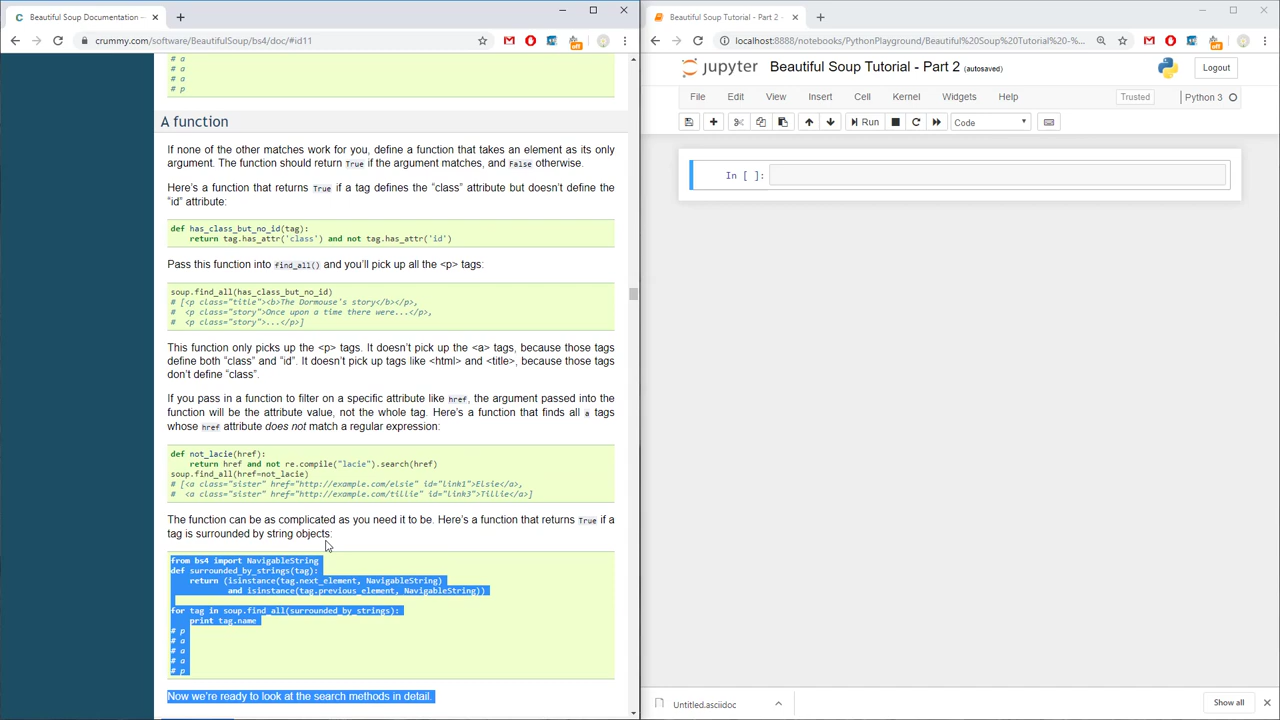 Beautiful Soup Documentation —
crummy.com/software/BeautifulSoup/bs4/doc/#id11
# a
# a
# a
# p
A function
If none of the other matches work for you, define a function that takes an element as its only
argument. The function should return True if the argument matches, and False otherwise.
Here's a function that returns True if a tag defines the “class” attribute but doesn't define the
“id” attribute:
def has_class_but_no_id(tag):
return tag.has_attr('class') and not tag.has_attr('id')
Pass this function into find_all() and you'll pick up all the <p> tags:
soup.find_all(has_class_but_no_id)
# [<p class="title"><b>The Dormouse's story</b></p>,
# <p class="story">Once upon a time there were...</p>,
# <p class="story">...</p>]
This function only picks up the <p> tags. It doesn't pick up the <a> tags, because those tags
define both “class” and “id”. It doesn't pick up tags like <html> and <title>, because those tags
don't define “class”.
If you pass in a function to filter on a specific attribute like href, the argument passed into the
function will be the attribute value, not the whole tag. Here's a function that finds all a tags
whose href attribute does not match a regular expression:
def not_lacie(href):
return href and not re.compile("lacie").search(href)
soup.find_all(href=not_lacie)
# [<a class="sister" href="http://example.com/elsie" id="link1">Elsie</a>,
# <a class="sister" href="http://example.com/tillie" id="link3">Tillie</a>]
The function can be as complicated as you need it to be. Here's a function that returns True if a
tag is surrounded by string objects:
from bs4 import NavigableString
def surrounded_by_strings(tag):
return (isinstance(tag.next_element, NavigableString)
and isinstance(tag.previous_element, NavigableString))
for tag in soup.find_all(surrounded_by_strings):
print tag.name
# p
# a
# a
# a
# p
Now we're ready to look at the search methods in detail.
Beautiful Soup Tutorial - Part 2 -
localhost:8888/notebooks/PythonPlayground/Beautiful%20Soup%20Tutorial%20-%...
jupyter Beautiful Soup Tutorial - Part 2 (autosaved)
Logout
File Edit View Insert Cell Kernel Widgets Help
Trusted Python 3
Run Code
In [ ]:
Untitled.asciidoc
Show all